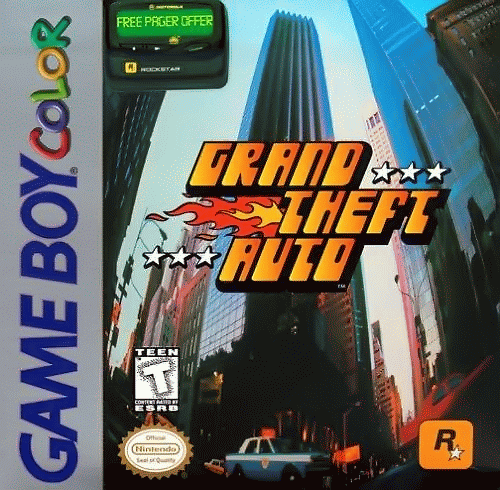 MOTOROLA
FREE PAGER OFFER
R
ROCKSTAR
GAME BOY COLOR
GRAND
THEFT
AUTO
TM
TEEN
T
CONTENT RATED BY
ESRB
Official
Nintendo
Seal of Quality
R